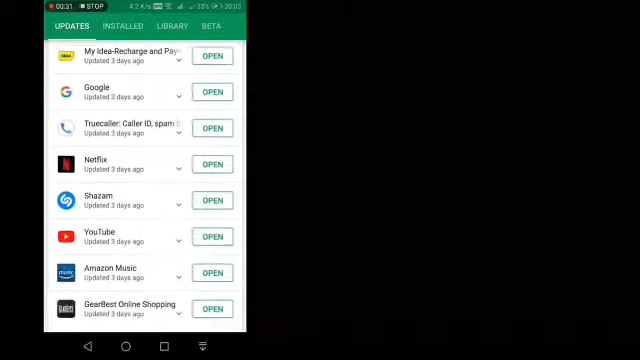 00:31 STOP 4.2 K/s 33% 20:03
UPDATES INSTALLED LIBRARY BETA
My Idea-Recharge and Pay
Updated 3 days ago
OPEN
Google
Updated 3 days ago
OPEN
Truecaller: Caller ID, spam b
Updated 3 days ago
OPEN
Netflix
Updated 3 days ago
OPEN
Shazam
Updated 3 days ago
OPEN
YouTube
Updated 3 days ago
OPEN
Amazon Music
Updated 3 days ago
music
OPEN
GearBest Online Shopping
Updated 3 days ago
OPEN